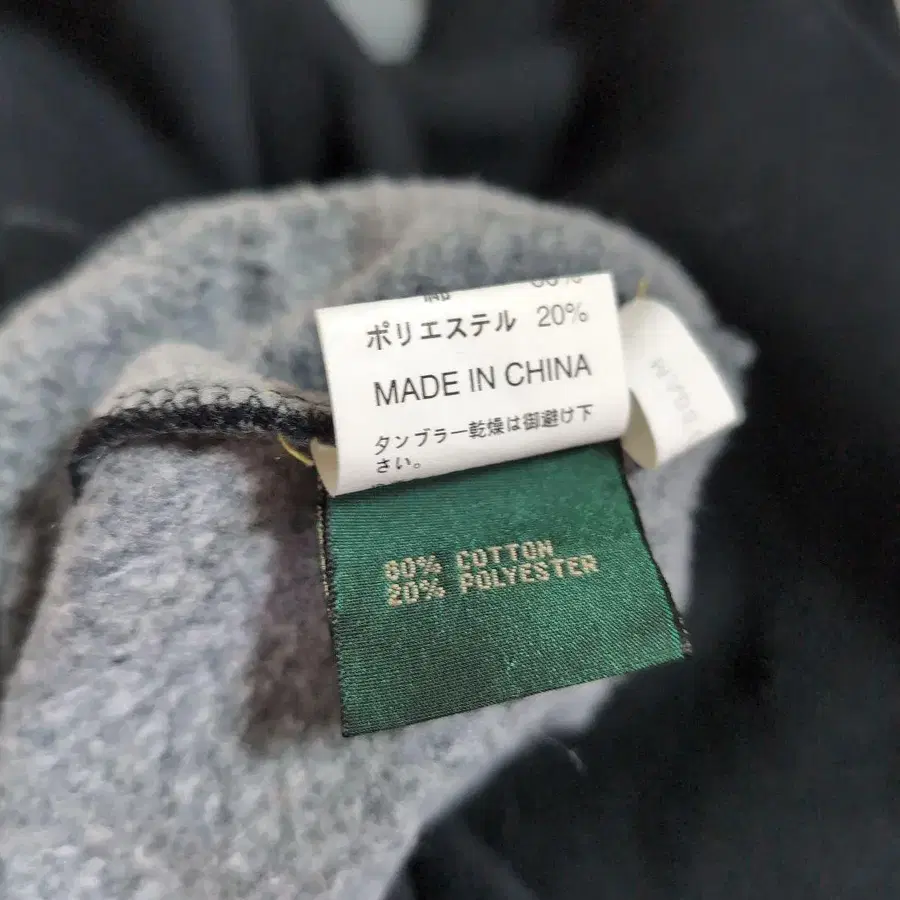 ポリエステル 20%
MADE IN CHINA
タンブラー乾燥は御避け下
さい。
80% COTTON
20% POLYESTER